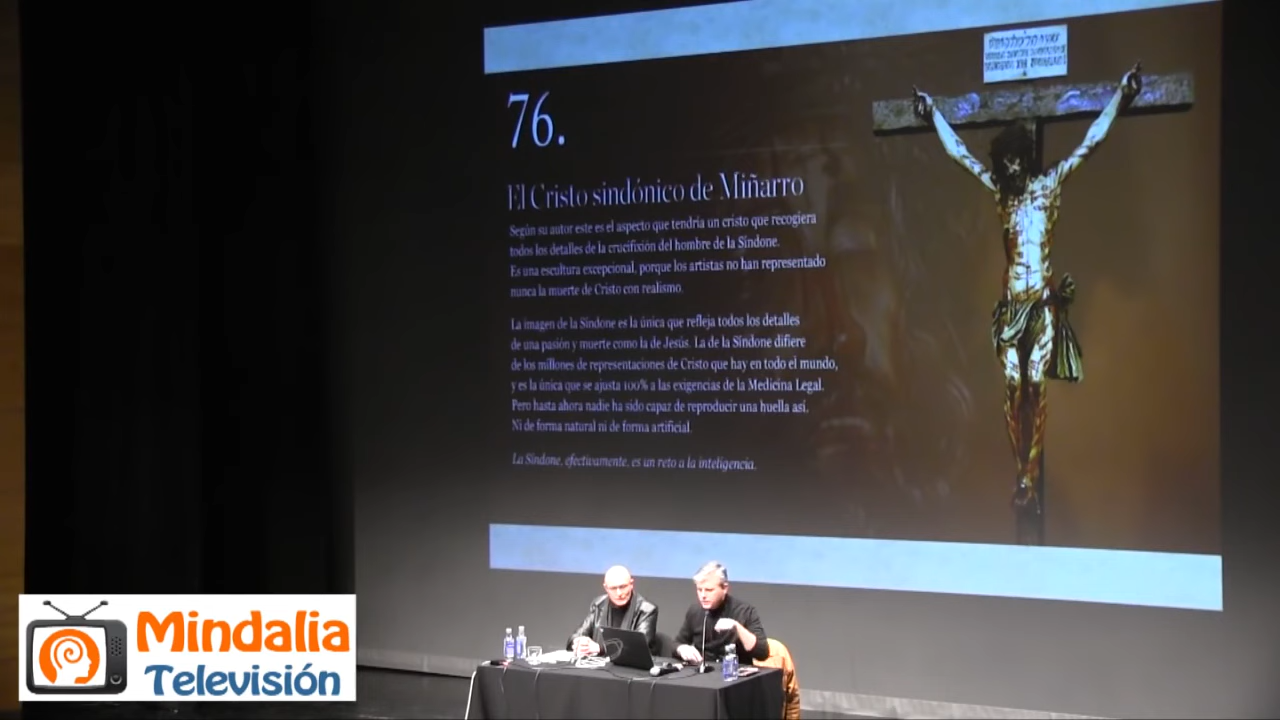 76.
El Cristo sindónico de Miñarro
Según su autor este es el aspecto que tendría un cristo que recogiera
todos los detalles de la crucifixión del hombre de la Síndone.
Es una escultura excepcional, porque los artistas no han representado
nunca la muerte de Cristo con realismo.
La imagen de la Síndone es la única que refleja todos los detalles
de una pasión y muerte como la de Jesús. La de la Síndone difiere
de los millones de representaciones de Cristo que hay en todo el mundo,
y es la única que se ajusta 100% a las exigencias de la Medicina Legal.
Pero hasta ahora nadie ha sido capaz de reproducir una huella así.
Ni de forma natural ni de forma artificial.
La Síndone, efectivamente, es un reto a la inteligencia.
Mindalia
Televisión